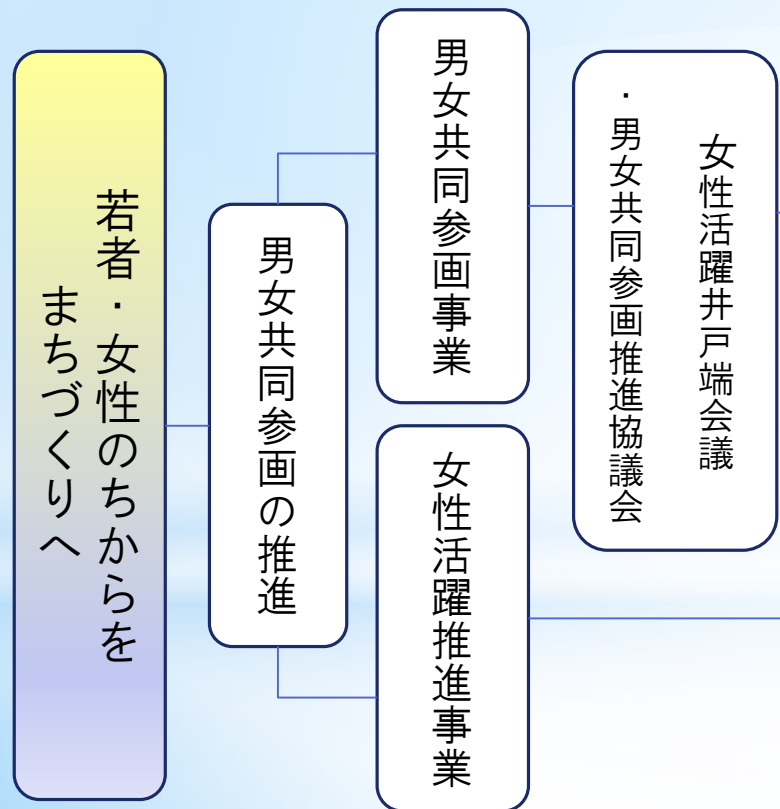 若者・女性のちからを
まちづくりへ
男女共同参画の推進
男女共同参画事業
女性活躍推進事業
女性活躍井戸端会議
・男女共同参画推進協議会